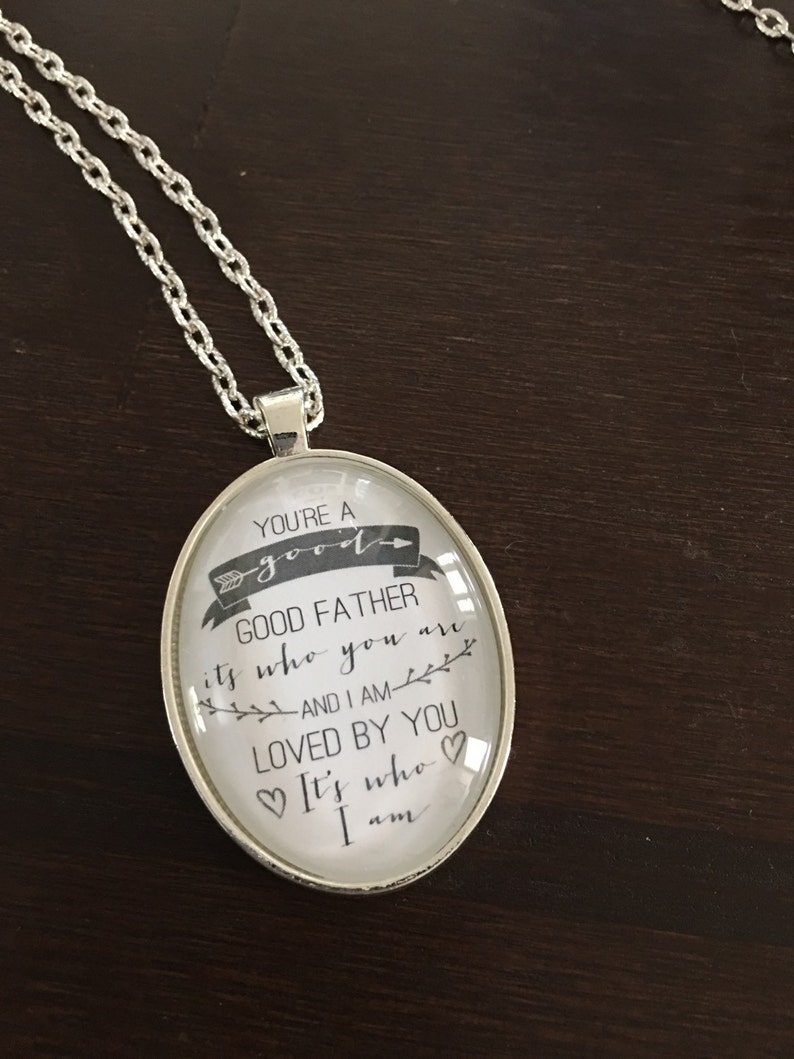 YOU'RE A
good
GOOD FATHER
its who you are
AND I AM
LOVED BY YOU
It's who
I am